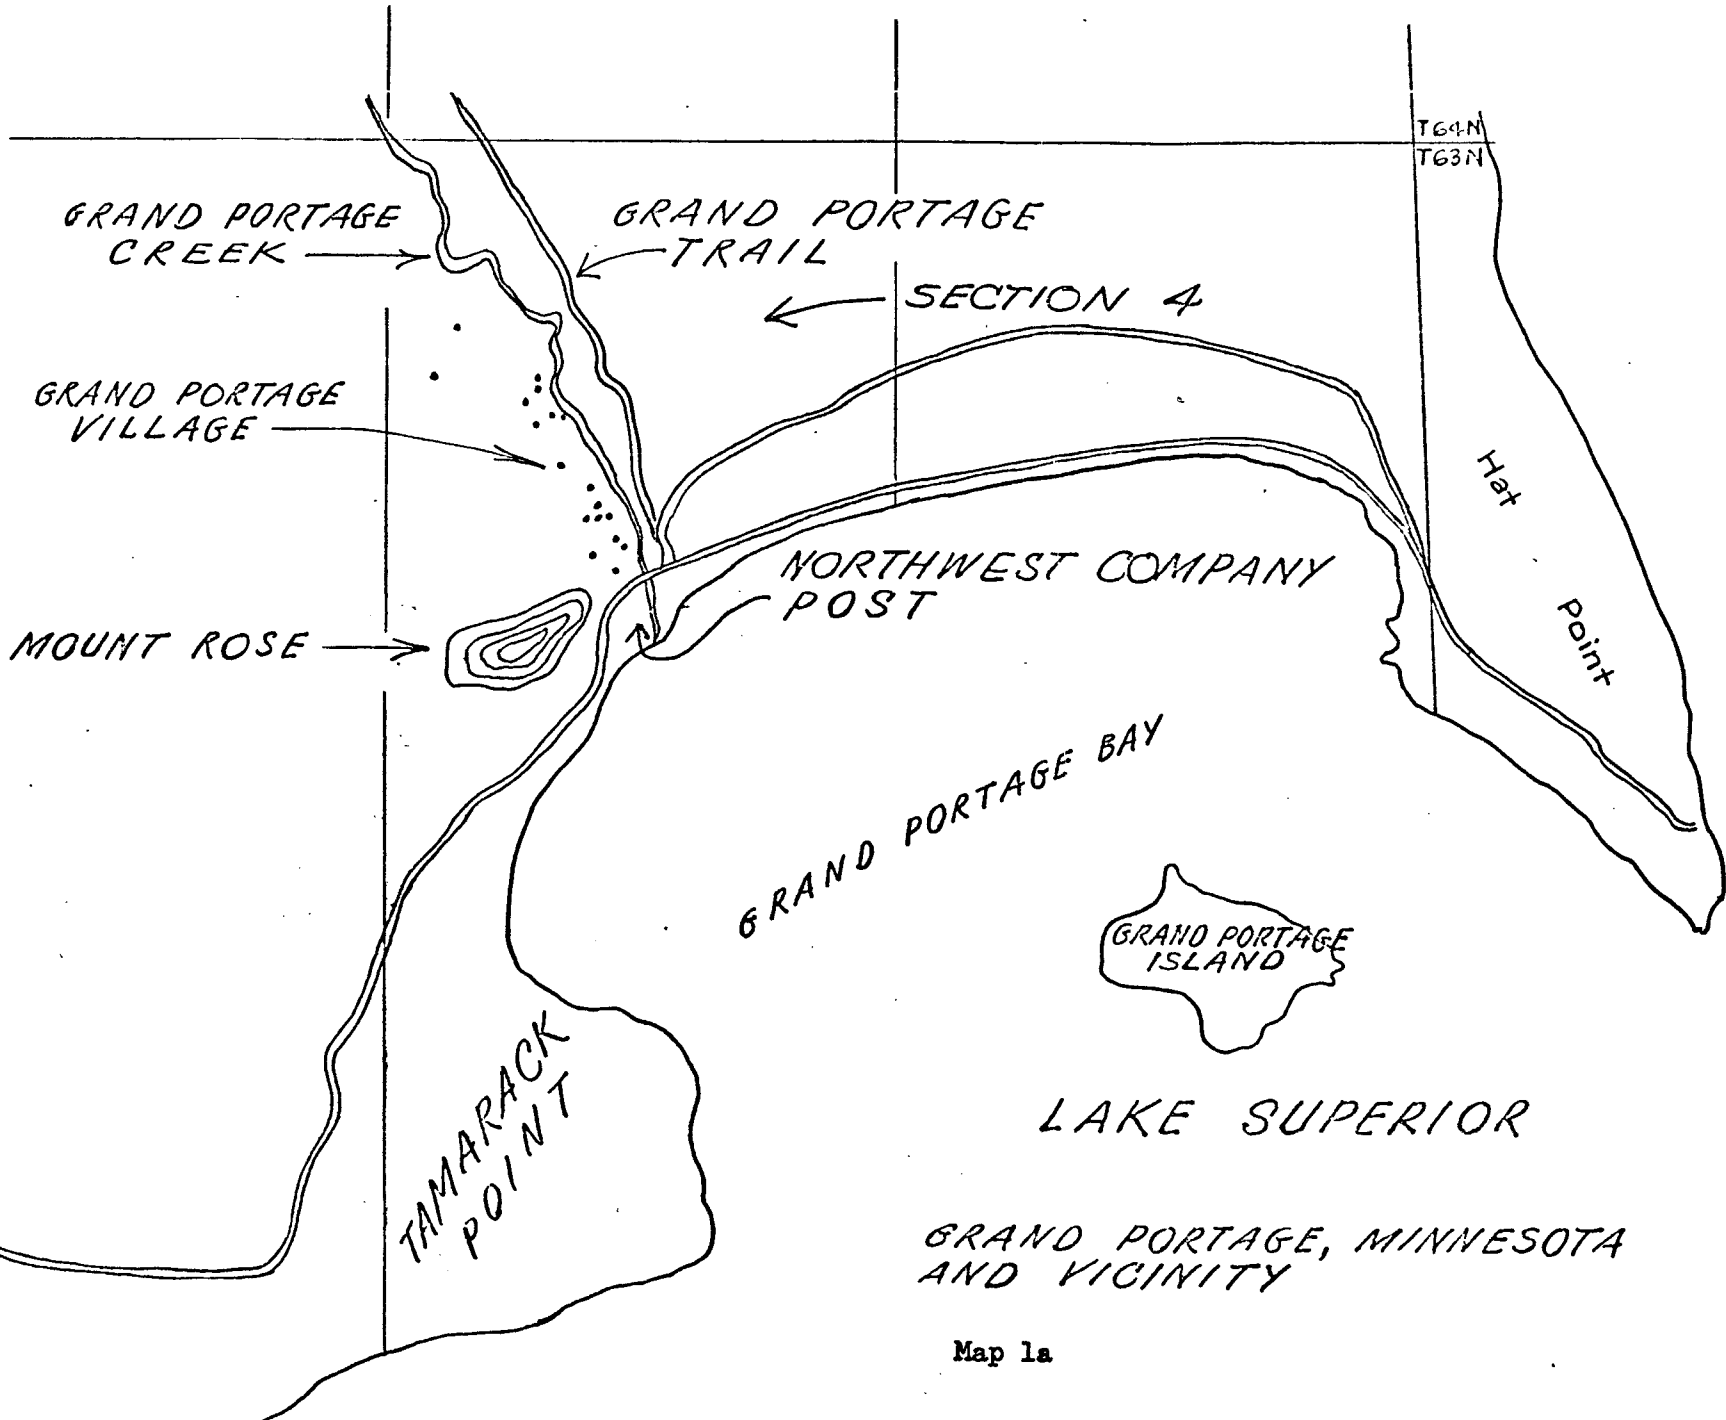 T64N
T63N
GRAND PORTAGE
CREEK
GRAND PORTAGE
TRAIL
SECTION 4
GRAND PORTAGE
VILLAGE
Hat
Point
NORTHWEST COMPANY
POST
MOUNT ROSE
GRAND PORTAGE BAY
GRAND PORTAGE
ISLAND
TAMARACK
POINT
LAKE SUPERIOR
GRAND PORTAGE, MINNESOTA
AND VICINITY
Map 1a